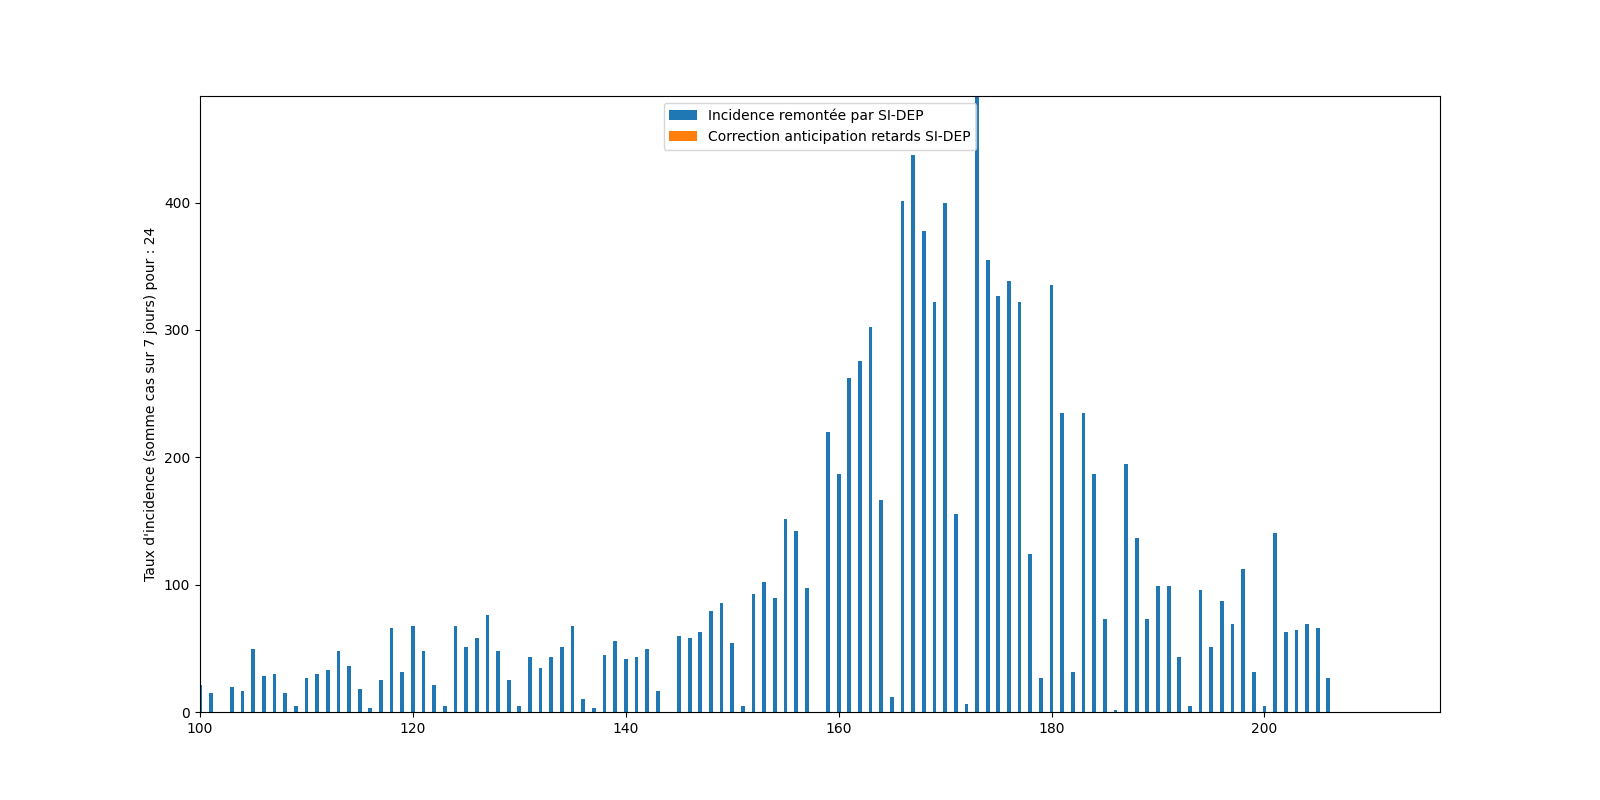 Incidence remontée par SI-DEP
Correction anticipation retards SI-DEP
Taux d'incidence (somme cas sur 7 jours) pour : 24
400
300
200
100
0
100 120 140 160 180 200